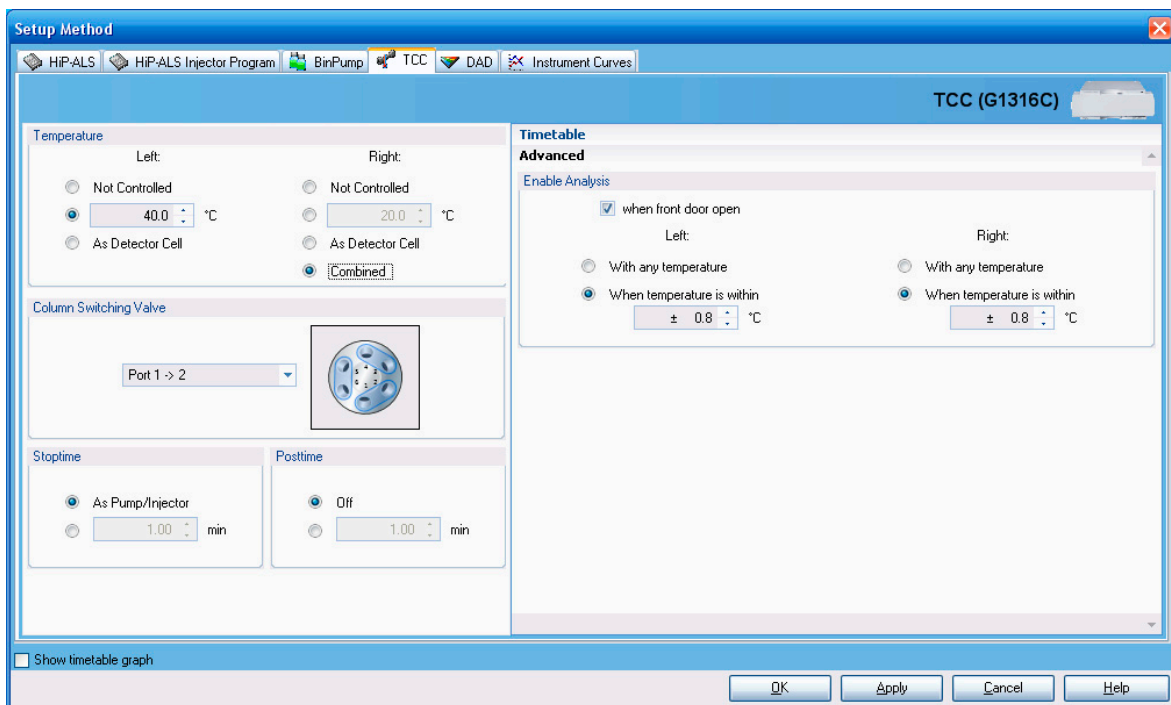 Setup Method
HiP-ALS HiP-ALS Injector Program BinPump TCC DAD Instrument Curves
TCC (G1316C)
Temperature
Left: Right:
Not Controlled Not Controlled
40.0 °C 20.0 °C
As Detector Cell As Detector Cell
Combined
Column Switching Valve
Port 1 -> 2
Stoptime Posttime
As Pump/Injector Off
1.00 min 1.00 min
Timetable
Advanced
Enable Analysis
when front door open
Left: Right:
With any temperature With any temperature
When temperature is within When temperature is within
± 0.8 °C ± 0.8 °C
Show timetable graph
OK Apply Cancel Help